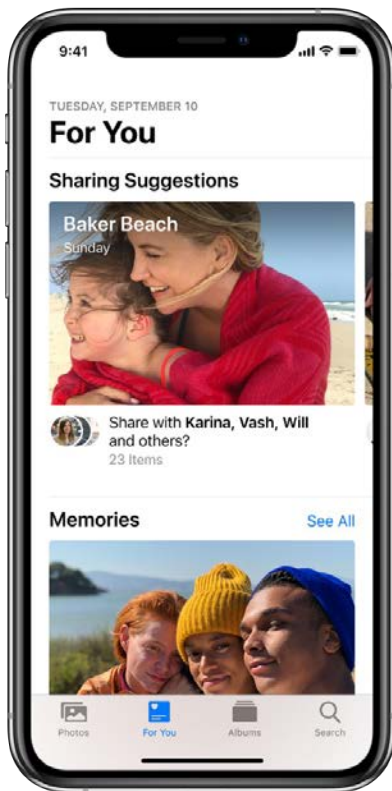 9:41
TUESDAY, SEPTEMBER 10
For You
Sharing Suggestions
Baker Beach
Sunday
Share with Karina, Vash, Will
and others?
23 Items
Memories
See All
Photos
For You
Albums
Search